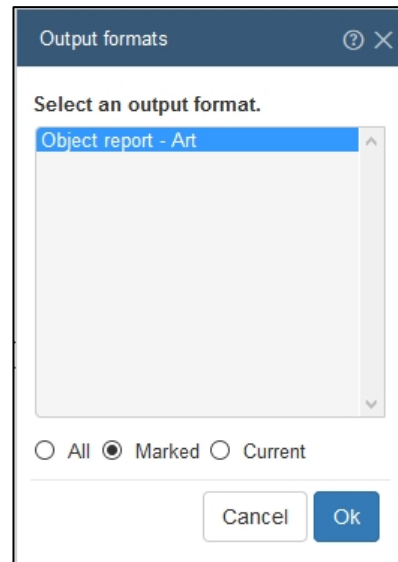 Output formats
Select an output format.
Object report - Art
All Marked Current
Cancel Ok